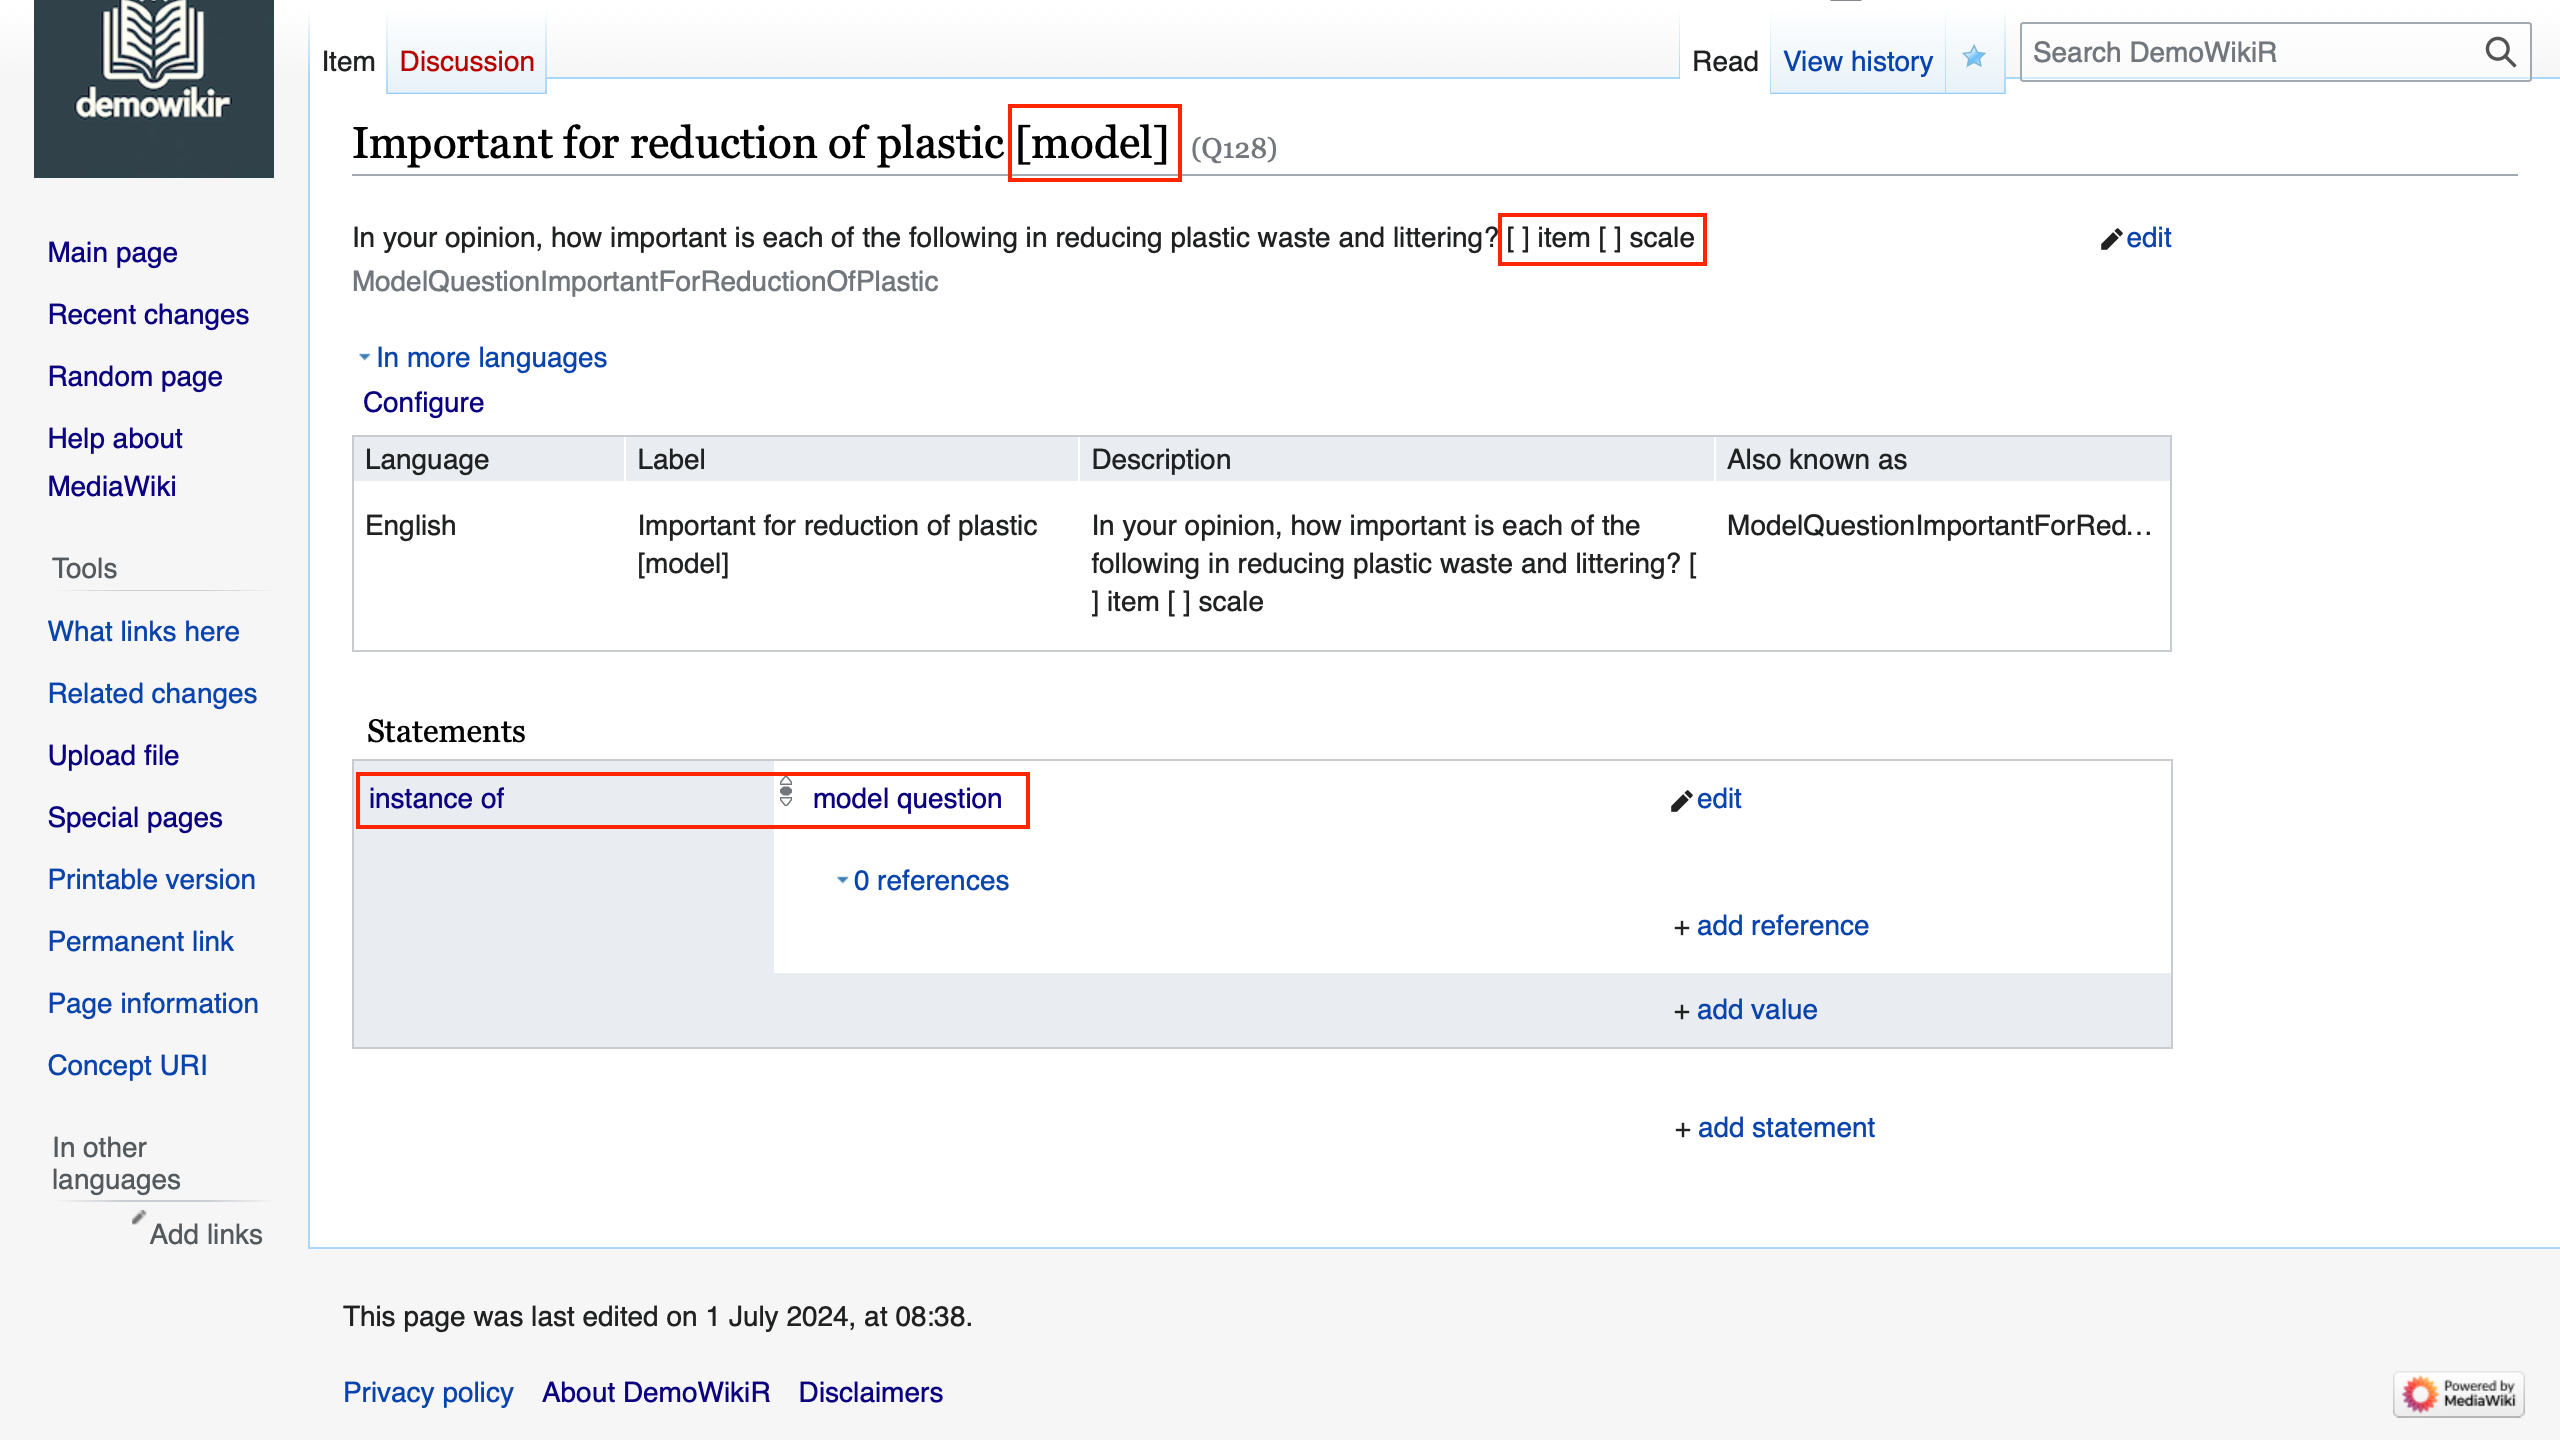 demowikir
Item
Discussion
Read
View history
Search DemoWikiR
Important for reduction of plastic [model] (Q128)
In your opinion, how important is each of the following in reducing plastic waste and littering? [ ] item [ ] scale
edit
ModelQuestionImportantForReductionOfPlastic
In more languages
Configure
Language
Label
Description
Also known as
English
Important for reduction of plastic
[model]
In your opinion, how important is each of the
following in reducing plastic waste and littering? [
] item [ ] scale
ModelQuestionImportantForRed…
Statements
instance of
model question
edit
0 references
+ add reference
+ add value
+ add statement
Main page
Recent changes
Random page
Help about
MediaWiki
Tools
What links here
Related changes
Upload file
Special pages
Printable version
Permanent link
Page information
Concept URI
In other
languages
Add links
This page was last edited on 1 July 2024, at 08:38.
Privacy policy
About DemoWikiR
Disclaimers
Powered by
MediaWiki